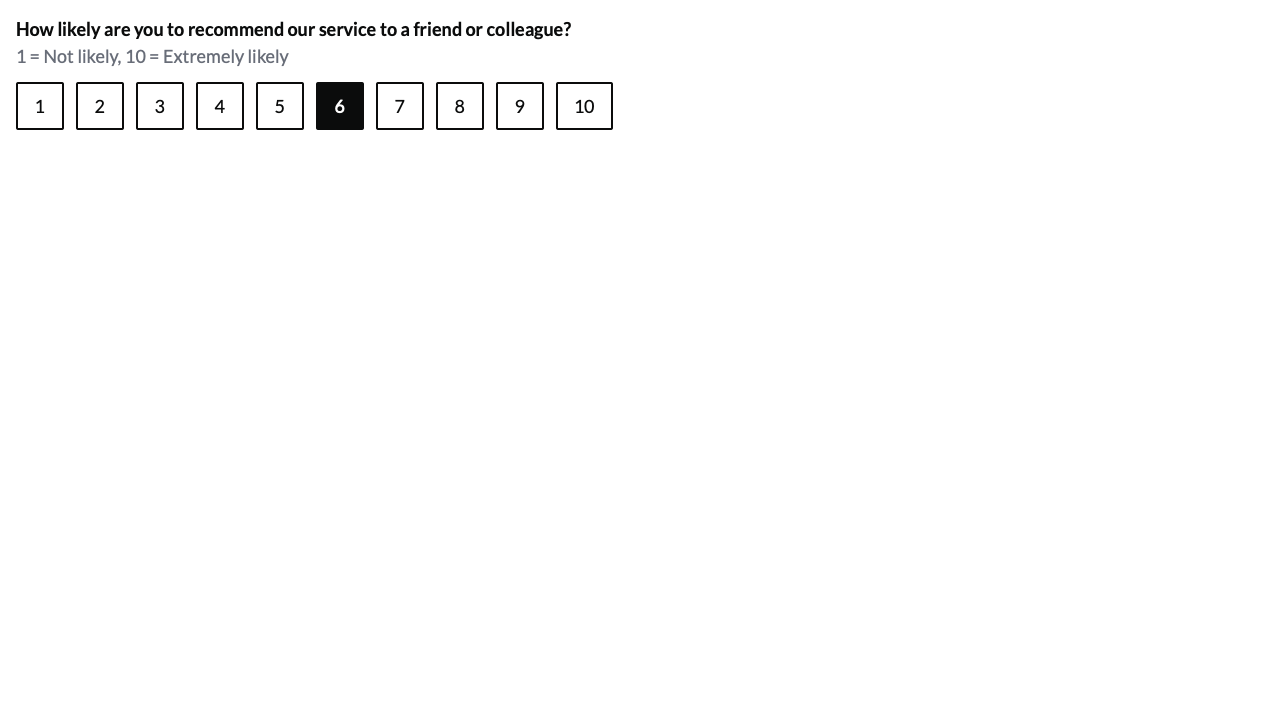 How likely are you to recommend our service to a friend or colleague?
1 = Not likely, 10 = Extremely likely
1 2 3 4 5 6 7 8 9 10